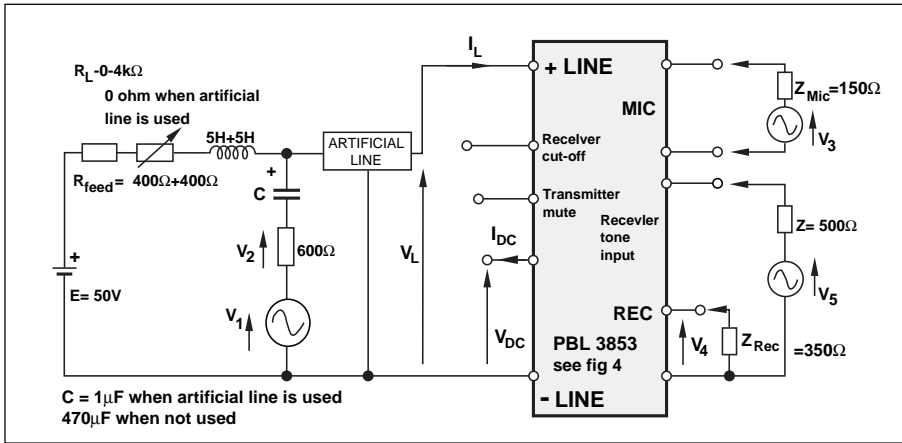 R_L-0-4kΩ
0 ohm when artificial
line is used
5H+5H
R_feed= 400Ω+400Ω
+
C
ARTIFICIAL
LINE
I_L
+ LINE
MIC
Z_Mic=150Ω
V_3
Recelver
cut-off
Transmitter
mute
Recevler
tone
input
Z= 500Ω
V_5
V_2
600Ω
V_L
I_DC
+
E= 50V
V_1
V_DC
REC
V_4
Z_Rec
=350Ω
PBL 3853
see fig 4
- LINE
C = 1µF when artificial line is used
470µF when not used